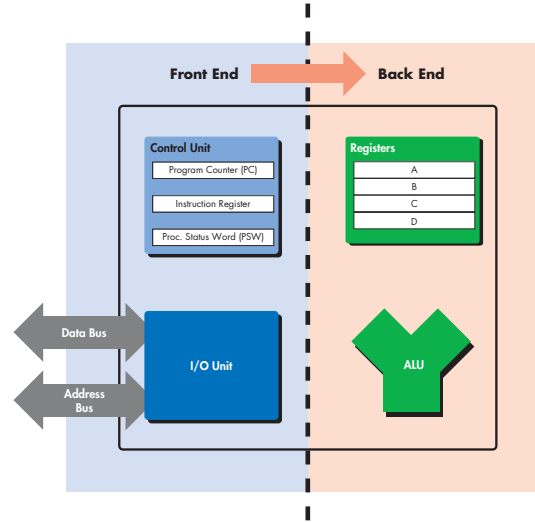 Front End
Back End
Control Unit
Program Counter (PC)
Instruction Register
Proc. Status Word (PSW)
Registers
A
B
C
D
Data Bus
Address
Bus
I/O Unit
ALU